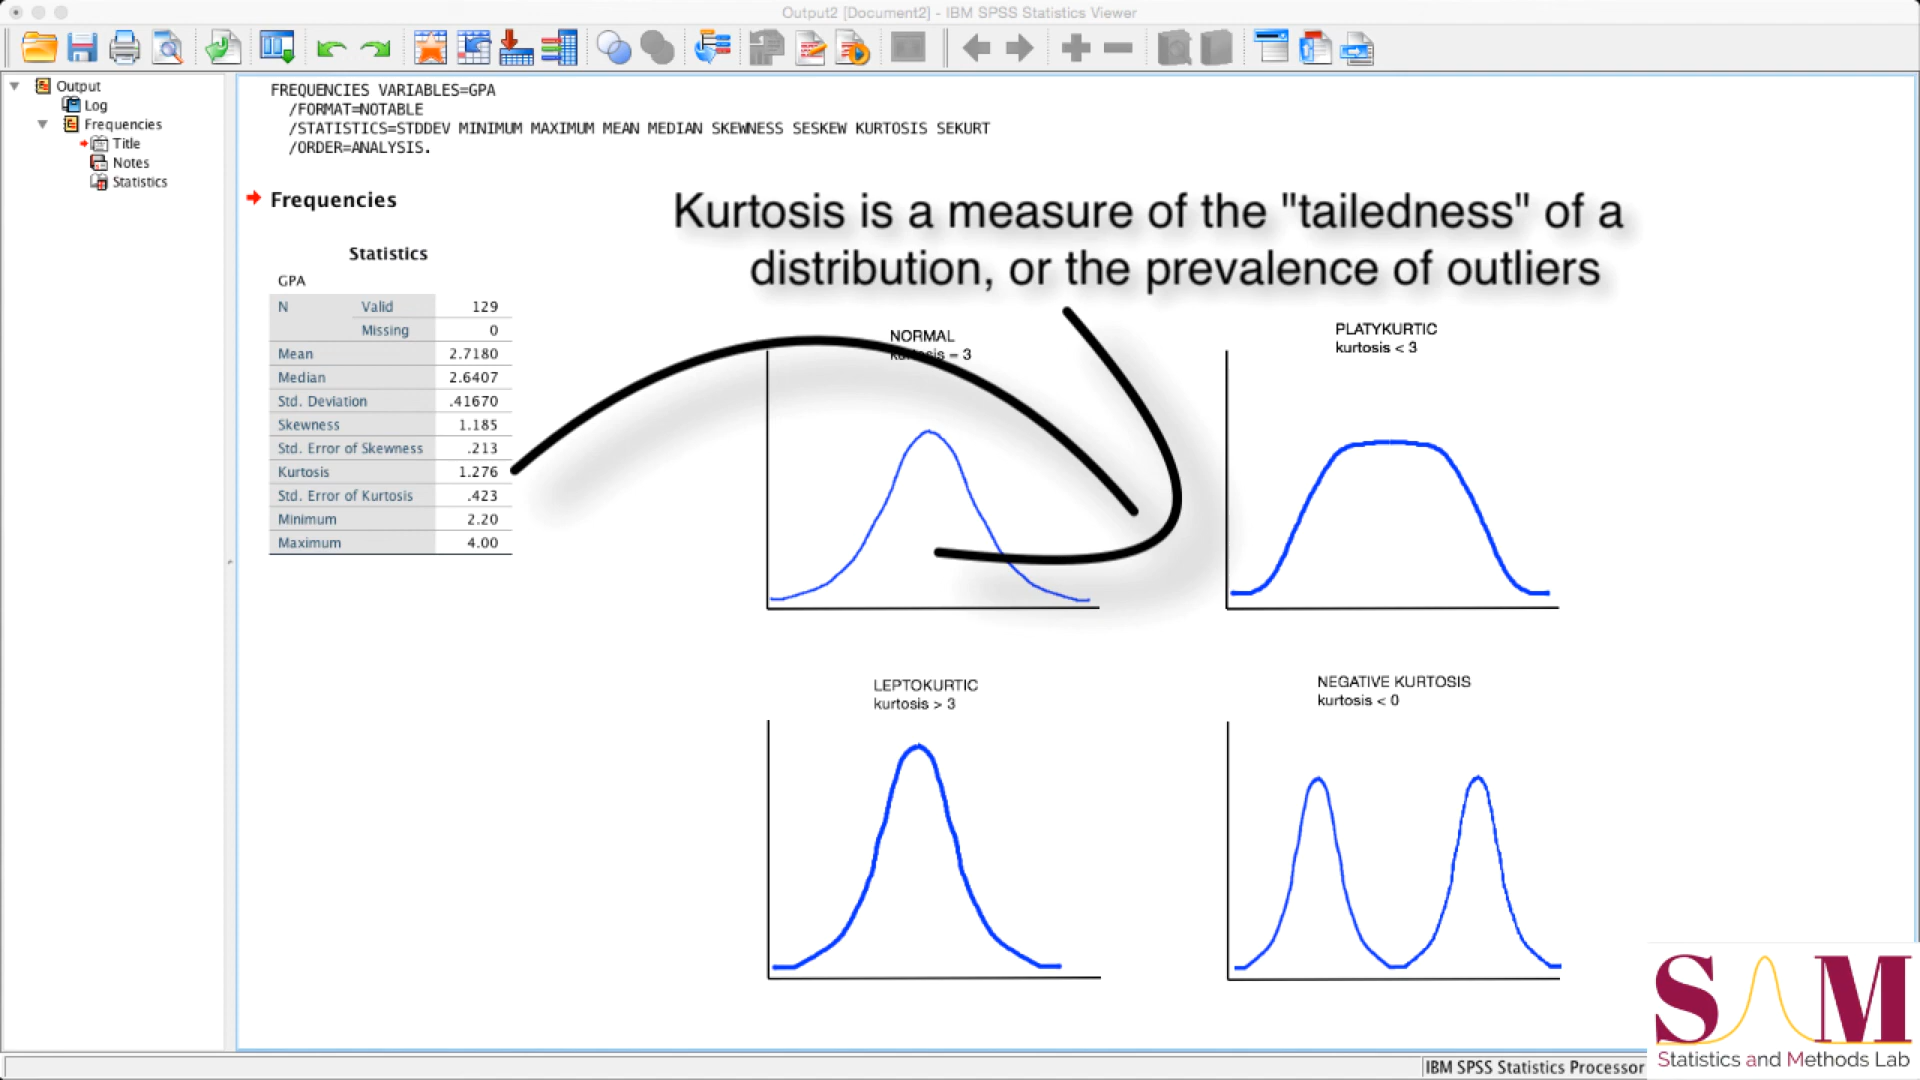 Output2 [Document2] - IBM SPSS Statistics Viewer
Output
Log
Frequencies
Title
Notes
Statistics
FREQUENCIES VARIABLES=GPA
/FORMAT=NOTABLE
/STATISTICS=STDDEV MINIMUM MAXIMUM MEAN MEDIAN SKEWNESS SESKEW KURTOSIS SEKURT
/ORDER=ANALYSIS.
Frequencies
Statistics
GPA
N Valid 129
Missing 0
Mean 2.7180
Median 2.6407
Std. Deviation .41670
Skewness 1.185
Std. Error of Skewness .213
Kurtosis 1.276
Std. Error of Kurtosis .423
Minimum 2.20
Maximum 4.00
Kurtosis is a measure of the "tailedness" of a
distribution, or the prevalence of outliers
NORMAL
kurtosis = 3
PLATYKURTIC
kurtosis < 3
LEPTOKURTIC
kurtosis > 3
NEGATIVE KURTOSIS
kurtosis < 0
IBM SPSS Statistics Processor
SAM
Statistics and Methods Lab